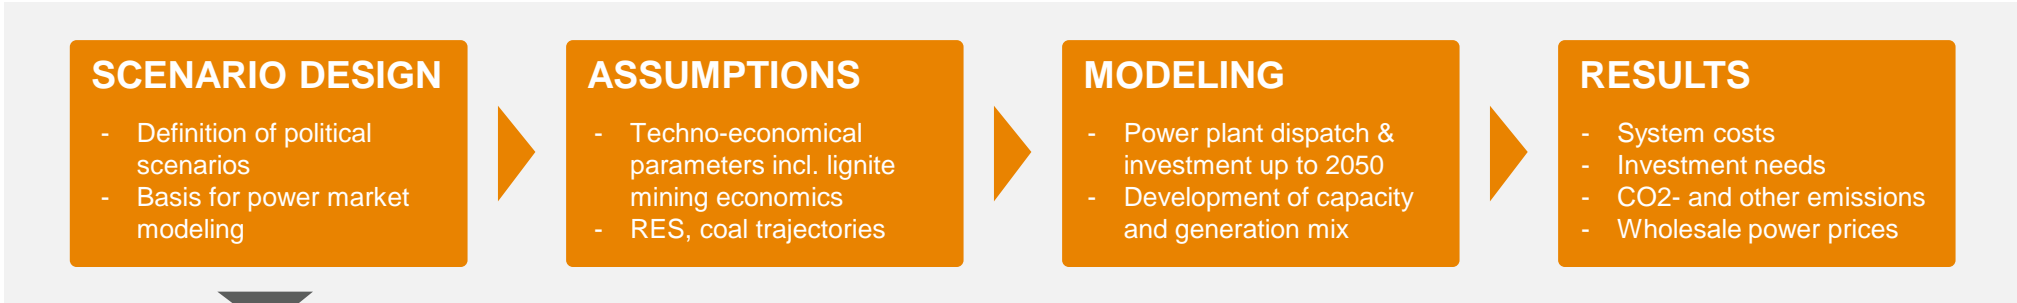 SCENARIO DESIGN
- Definition of political
scenarios
- Basis for power market
modeling
ASSUMPTIONS
- Techno-economical
parameters incl. lignite
mining economics
- RES, coal trajectories
MODELING
- Power plant dispatch &
investment up to 2050
- Development of capacity
and generation mix
RESULTS
- System costs
- Investment needs
- CO2- and other emissions
- Wholesale power prices